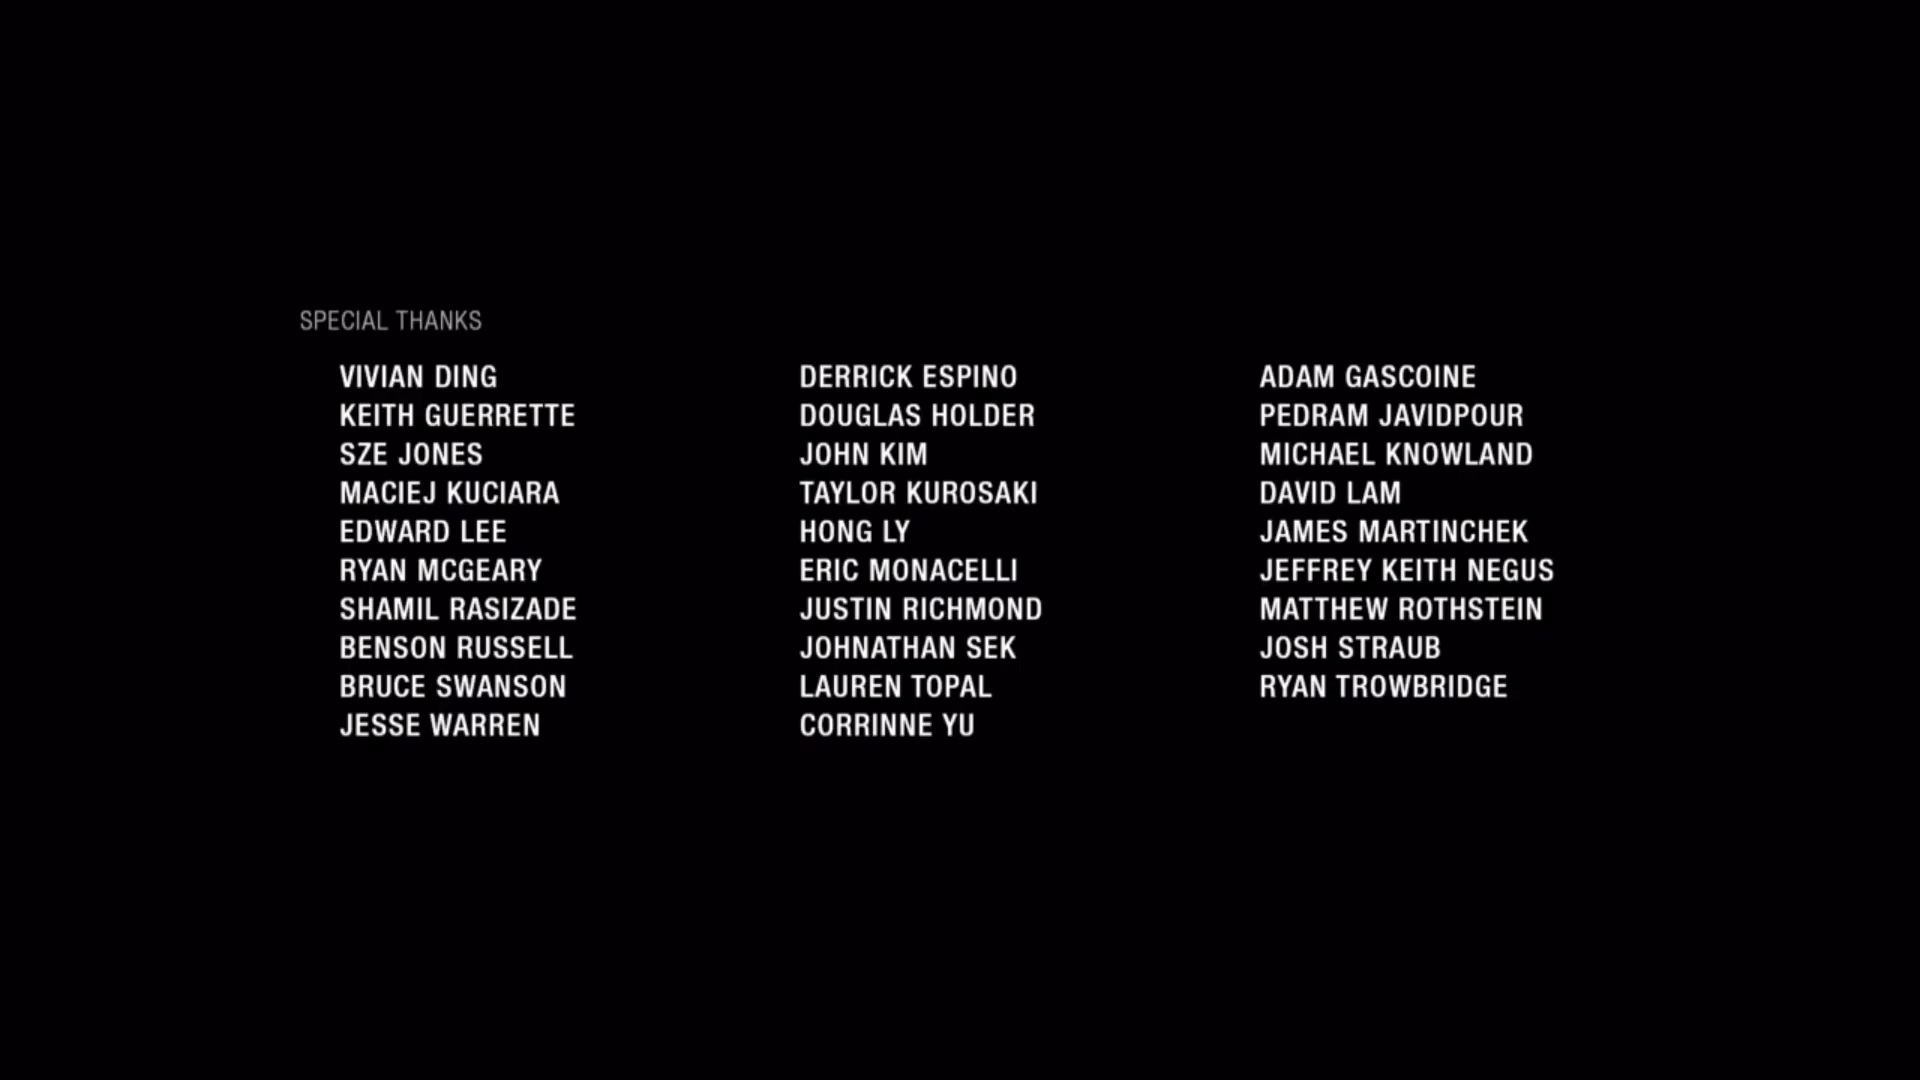 SPECIAL THANKS
VIVIAN DING
KEITH GUERRETTE
SZE JONES
MACIEJ KUCIARA
EDWARD LEE
RYAN MCGEARY
SHAMIL RASIZADE
BENSON RUSSELL
BRUCE SWANSON
JESSE WARREN
DERRICK ESPINO
DOUGLAS HOLDER
JOHN KIM
TAYLOR KUROSAKI
HONG LY
ERIC MONACELLI
JUSTIN RICHMOND
JOHNATHAN SEK
LAUREN TOPAL
CORRINNE YU
ADAM GASCOINE
PEDRAM JAVIDPOUR
MICHAEL KNOWLAND
DAVID LAM
JAMES MARTINCHEK
JEFFREY KEITH NEGUS
MATTHEW ROTHSTEIN
JOSH STRAUB
RYAN TROWBRIDGE